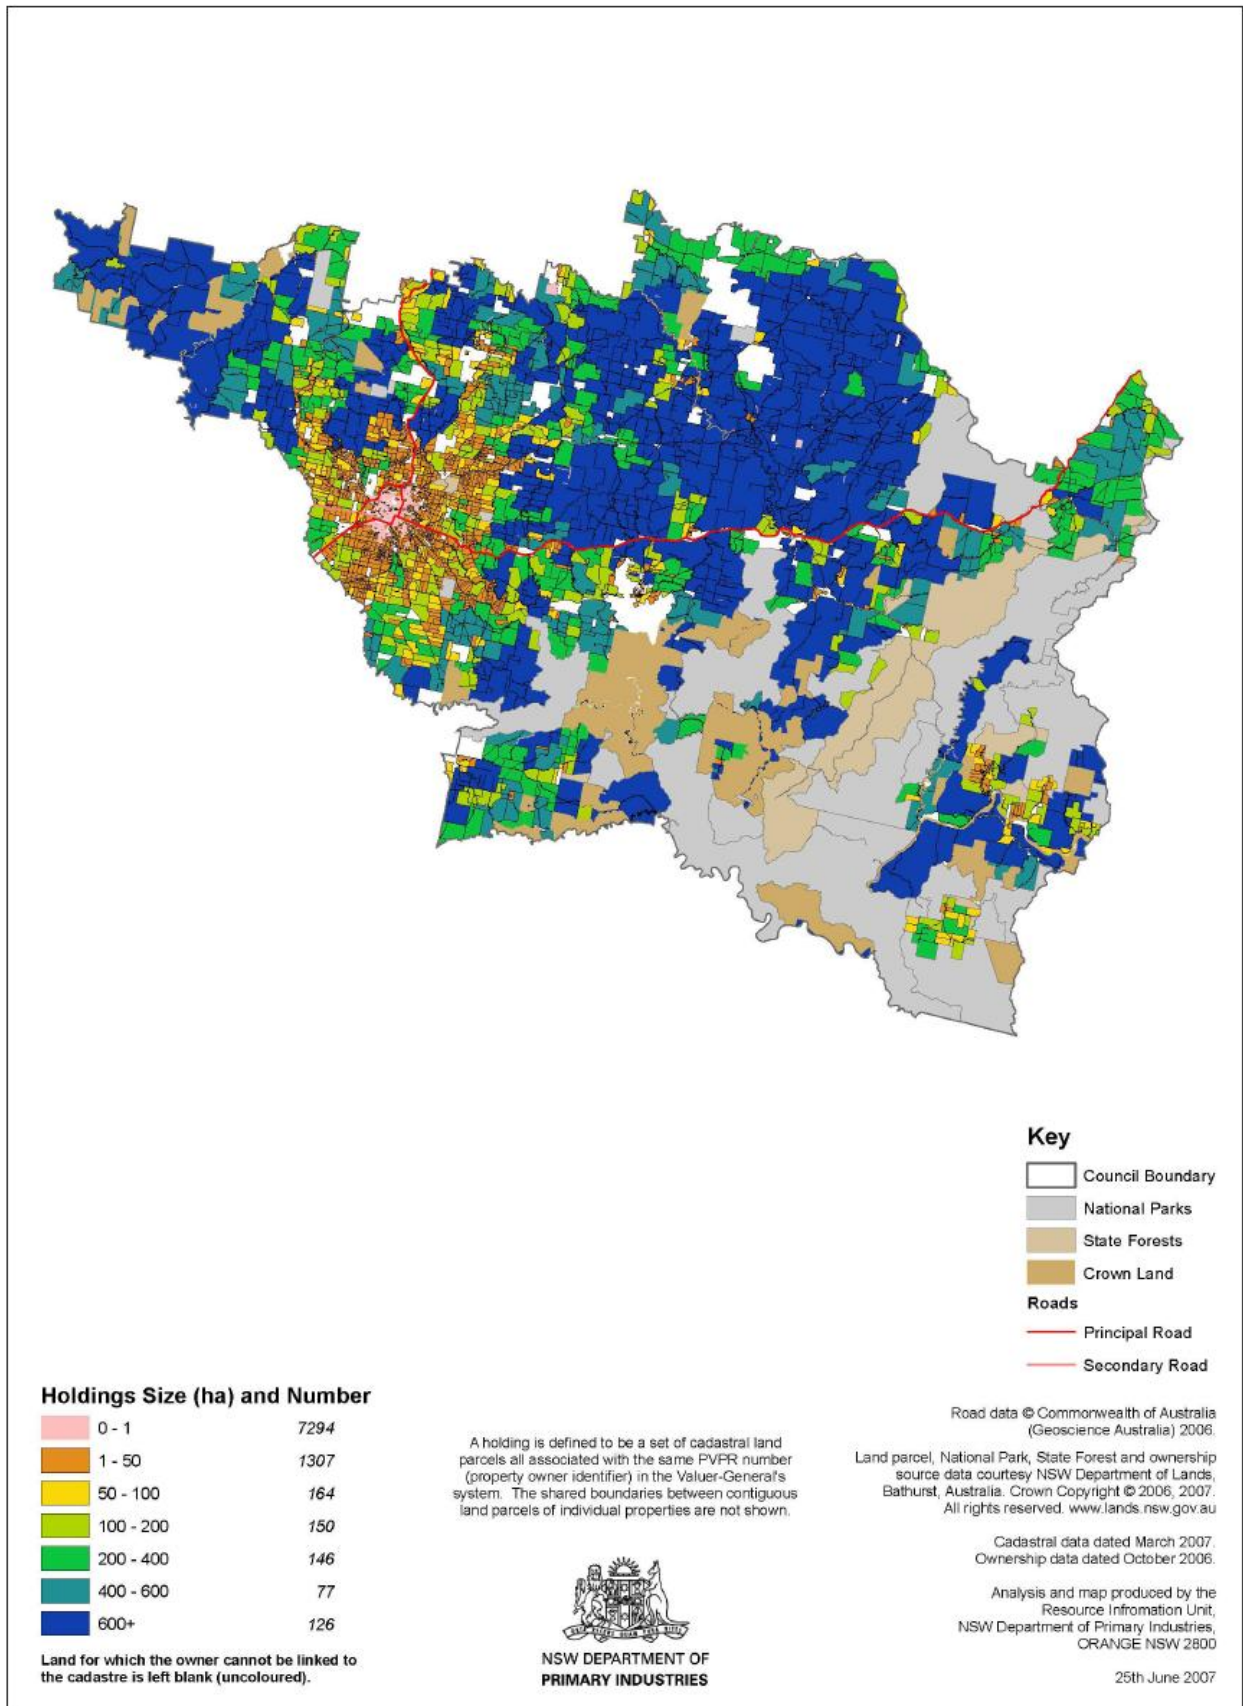 Key
Council Boundary
National Parks
State Forests
Crown Land
Roads
Principal Road
Secondary Road
Holdings Size (ha) and Number
0 - 1 7294
1 - 50 1307
50 - 100 164
100 - 200 150
200 - 400 146
400 - 600 77
600+ 126
Land for which the owner cannot be linked to
the cadastre is left blank (uncoloured).
A holding is defined to be a set of cadastral land
parcels all associated with the same PVPR number
(property owner identifier) in the Valuer-General's
system. The shared boundaries between contiguous
land parcels of individual properties are not shown.
NSW DEPARTMENT OF
PRIMARY INDUSTRIES
Road data © Commonwealth of Australia
(Geoscience Australia) 2006.
Land parcel, National Park, State Forest and ownership
source data courtesy NSW Department of Lands,
Bathurst, Australia. Crown Copyright © 2006, 2007.
All rights reserved. www.lands.nsw.gov.au
Cadastral data dated March 2007.
Ownership data dated October 2006.
Analysis and map produced by the
Resource Infromation Unit,
NSW Department of Primary Industries,
ORANGE NSW 2800
25th June 2007